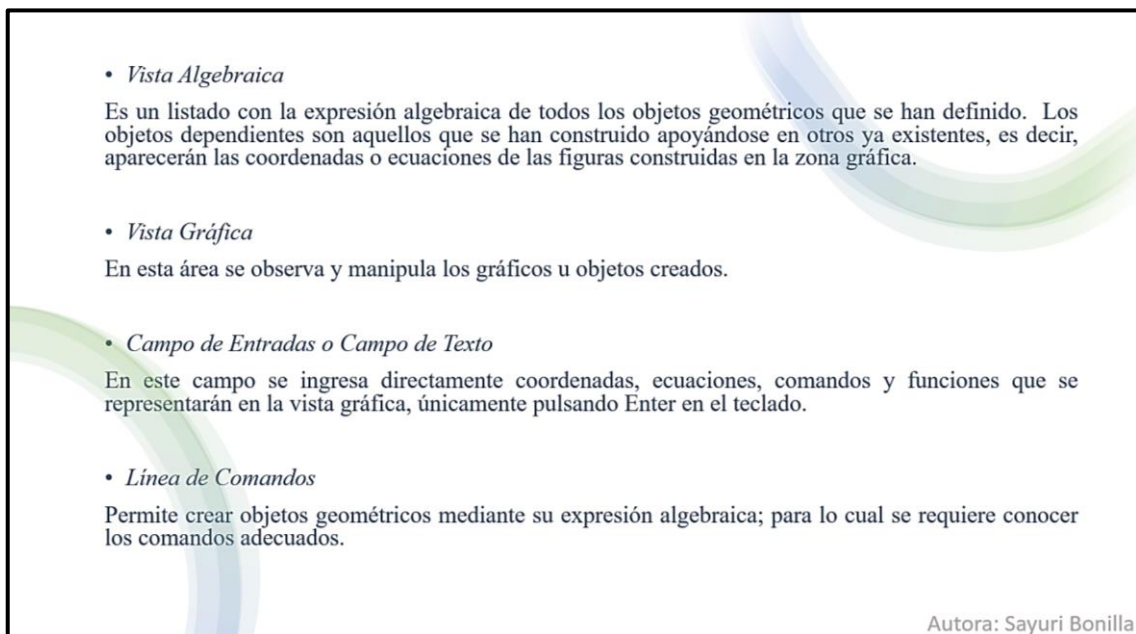 • Vista Algebraica
Es un listado con la expresión algebraica de todos los objetos geométricos que se han definido. Los
objetos dependientes son aquellos que se han construido apoyándose en otros ya existentes, es decir,
aparecerán las coordenadas o ecuaciones de las figuras construidas en la zona gráfica.
• Vista Gráfica
En esta área se observa y manipula los gráficos u objetos creados.
• Campo de Entradas o Campo de Texto
En este campo se ingresa directamente coordenadas, ecuaciones, comandos y funciones que se
representarán en la vista gráfica, únicamente pulsando Enter en el teclado.
• Línea de Comandos
Permite crear objetos geométricos mediante su expresión algebraica; para lo cual se requiere conocer
los comandos adecuados.
Autora: Sayuri Bonilla